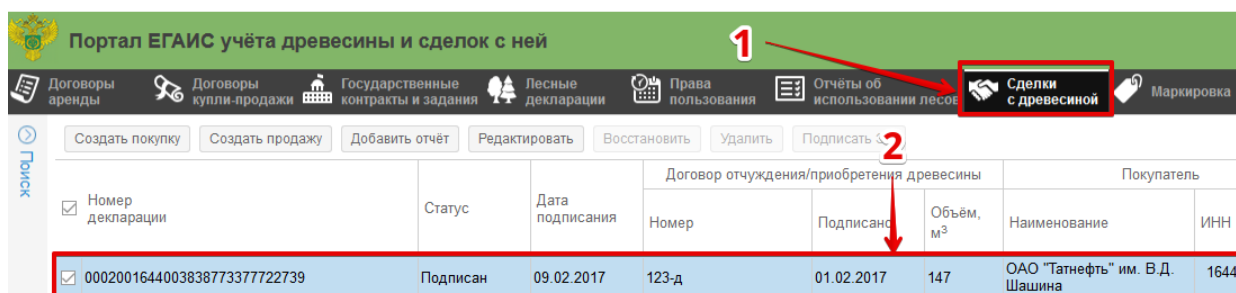 Портал ЕГАИС учёта древесины и сделок с ней
1
Договоры аренды
Договоры купли-продажи
Государственные контракты и задания
Лесные декларации
Права пользования
Отчёты об использовании лесов
Сделки с древесиной
Маркировка
Поиск
Создать покупку Создать продажу Добавить отчёт Редактировать Восстановить Удалить Подписать
2
Договор отчуждения/приобретения древесины Покупатель
Номер декларации
Статус
Дата подписания
Номер
Подписано
Объём, м³
Наименование
ИНН
0002001644003838773377722739 Подписан 09.02.2017 123-д 01.02.2017 147 ОАО "Татнефть" им. В.Д. Шашина 1644